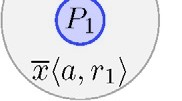 P₁
x̅⟨a, r₁⟩